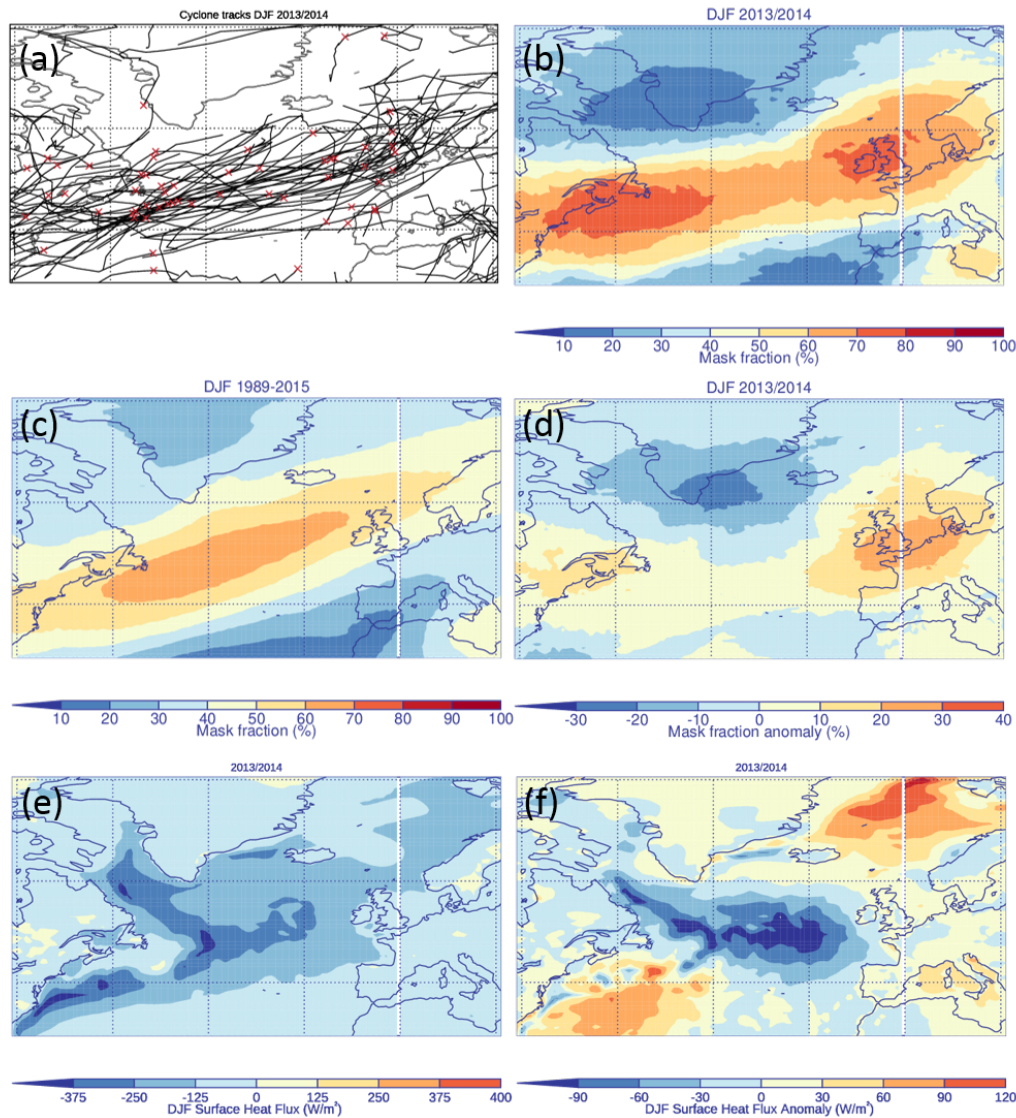 Cyclone tracks DJF 2013/2014
(a)
DJF 2013/2014
(b)
10 20 30 40 50 60 70 80 90 100
Mask fraction (%)
DJF 1989-2015
(c)
10 20 30 40 50 60 70 80 90 100
Mask fraction (%)
DJF 2013/2014
(d)
-30 -20 -10 0 10 20 30 40
Mask fraction anomaly (%)
2013/2014
(e)
-375 -250 -125 0 125 250 375 400
DJF Surface Heat Flux (W/m²)
2013/2014
(f)
-90 -60 -30 0 30 60 90 120
DJF Surface Heat Flux Anomaly (W/m²)